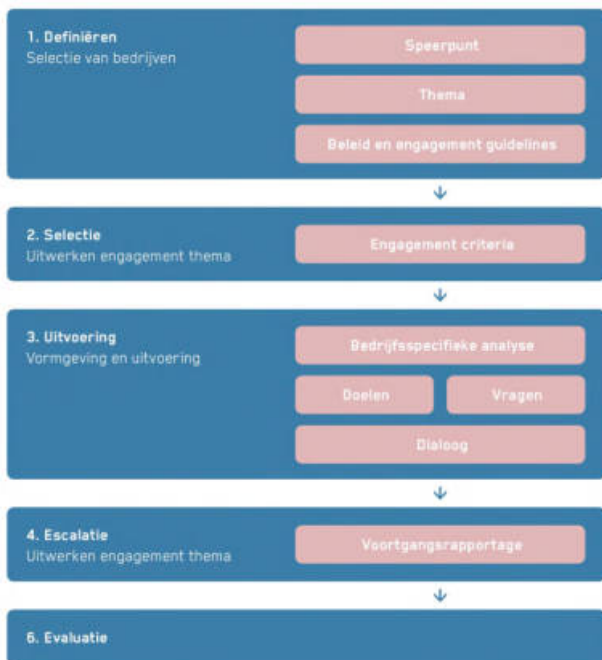 1. Definiëren
Selectie van bedrijven
Speerpunt
Thema
Beleid en engagement guidelines
2. Selectie
Uitwerken engagement thema
Engagement criteria
3. Uitvoering
Vormgeving en uitvoering
Bedrijfsspecifieke analyse
Doelen
Vragen
Dialoog
4. Escalatie
Uitwerken engagement thema
Voortgangsrapportage
6. Evaluatie